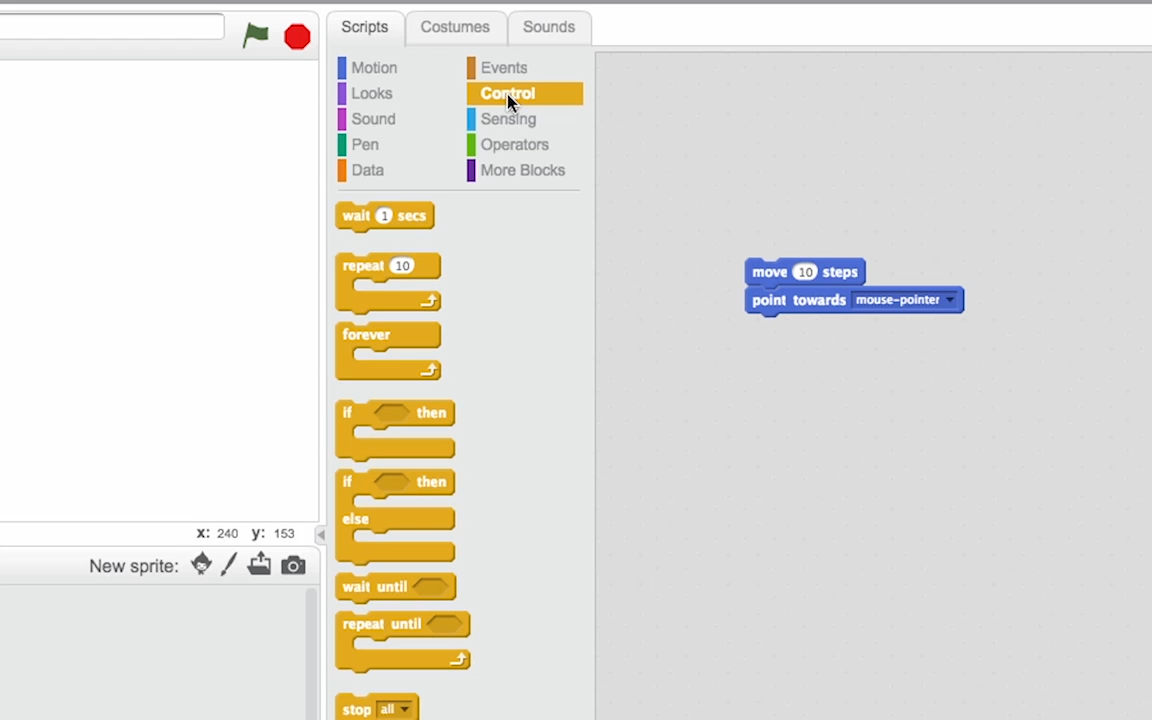 Scripts Costumes Sounds
Motion Events
Looks Control
Sound Sensing
Pen Operators
Data More Blocks
wait 1 secs
repeat 10
forever
if then
if then
else
wait until
repeat until
stop all
move 10 steps
point towards mouse-pointer
x: 240 y: 153
New sprite: